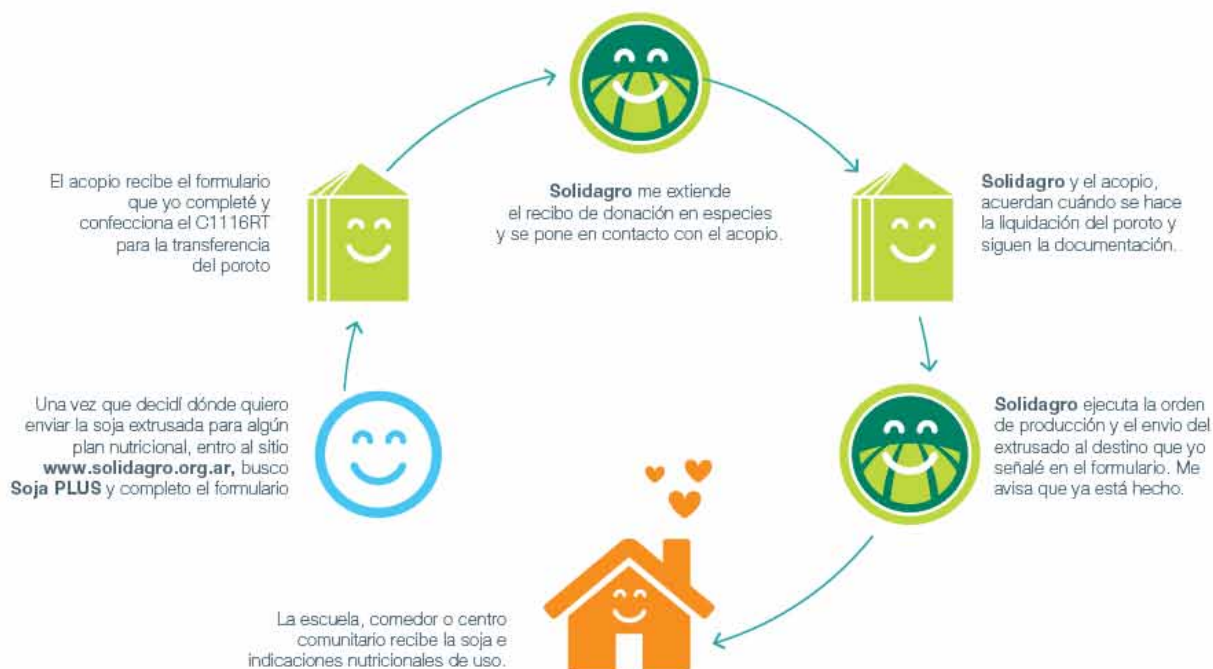 El acopio recibe el formulario
que yo completé y
confecciona el C1116RT
para la transferencia
del poroto
Solidagro me extiende
el recibo de donación en especies
y se pone en contacto con el acopio.
Solidagro y el acopio,
acuerdan cuándo se hace
la liquidación del poroto y
siguen la documentación.
Una vez que decidí dónde quiero
enviar la soja extrusada para algún
plan nutricional, entro al sitio
www.solidagro.org.ar, busco
Soja PLUS y completo el formulario
Solidagro ejecuta la orden
de producción y el envio del
extrusado al destino que yo
señalé en el formulario. Me
avisa que ya está hecho.
La escuela, comedor o centro
comunitario recibe la soja e
indicaciones nutricionales de uso.